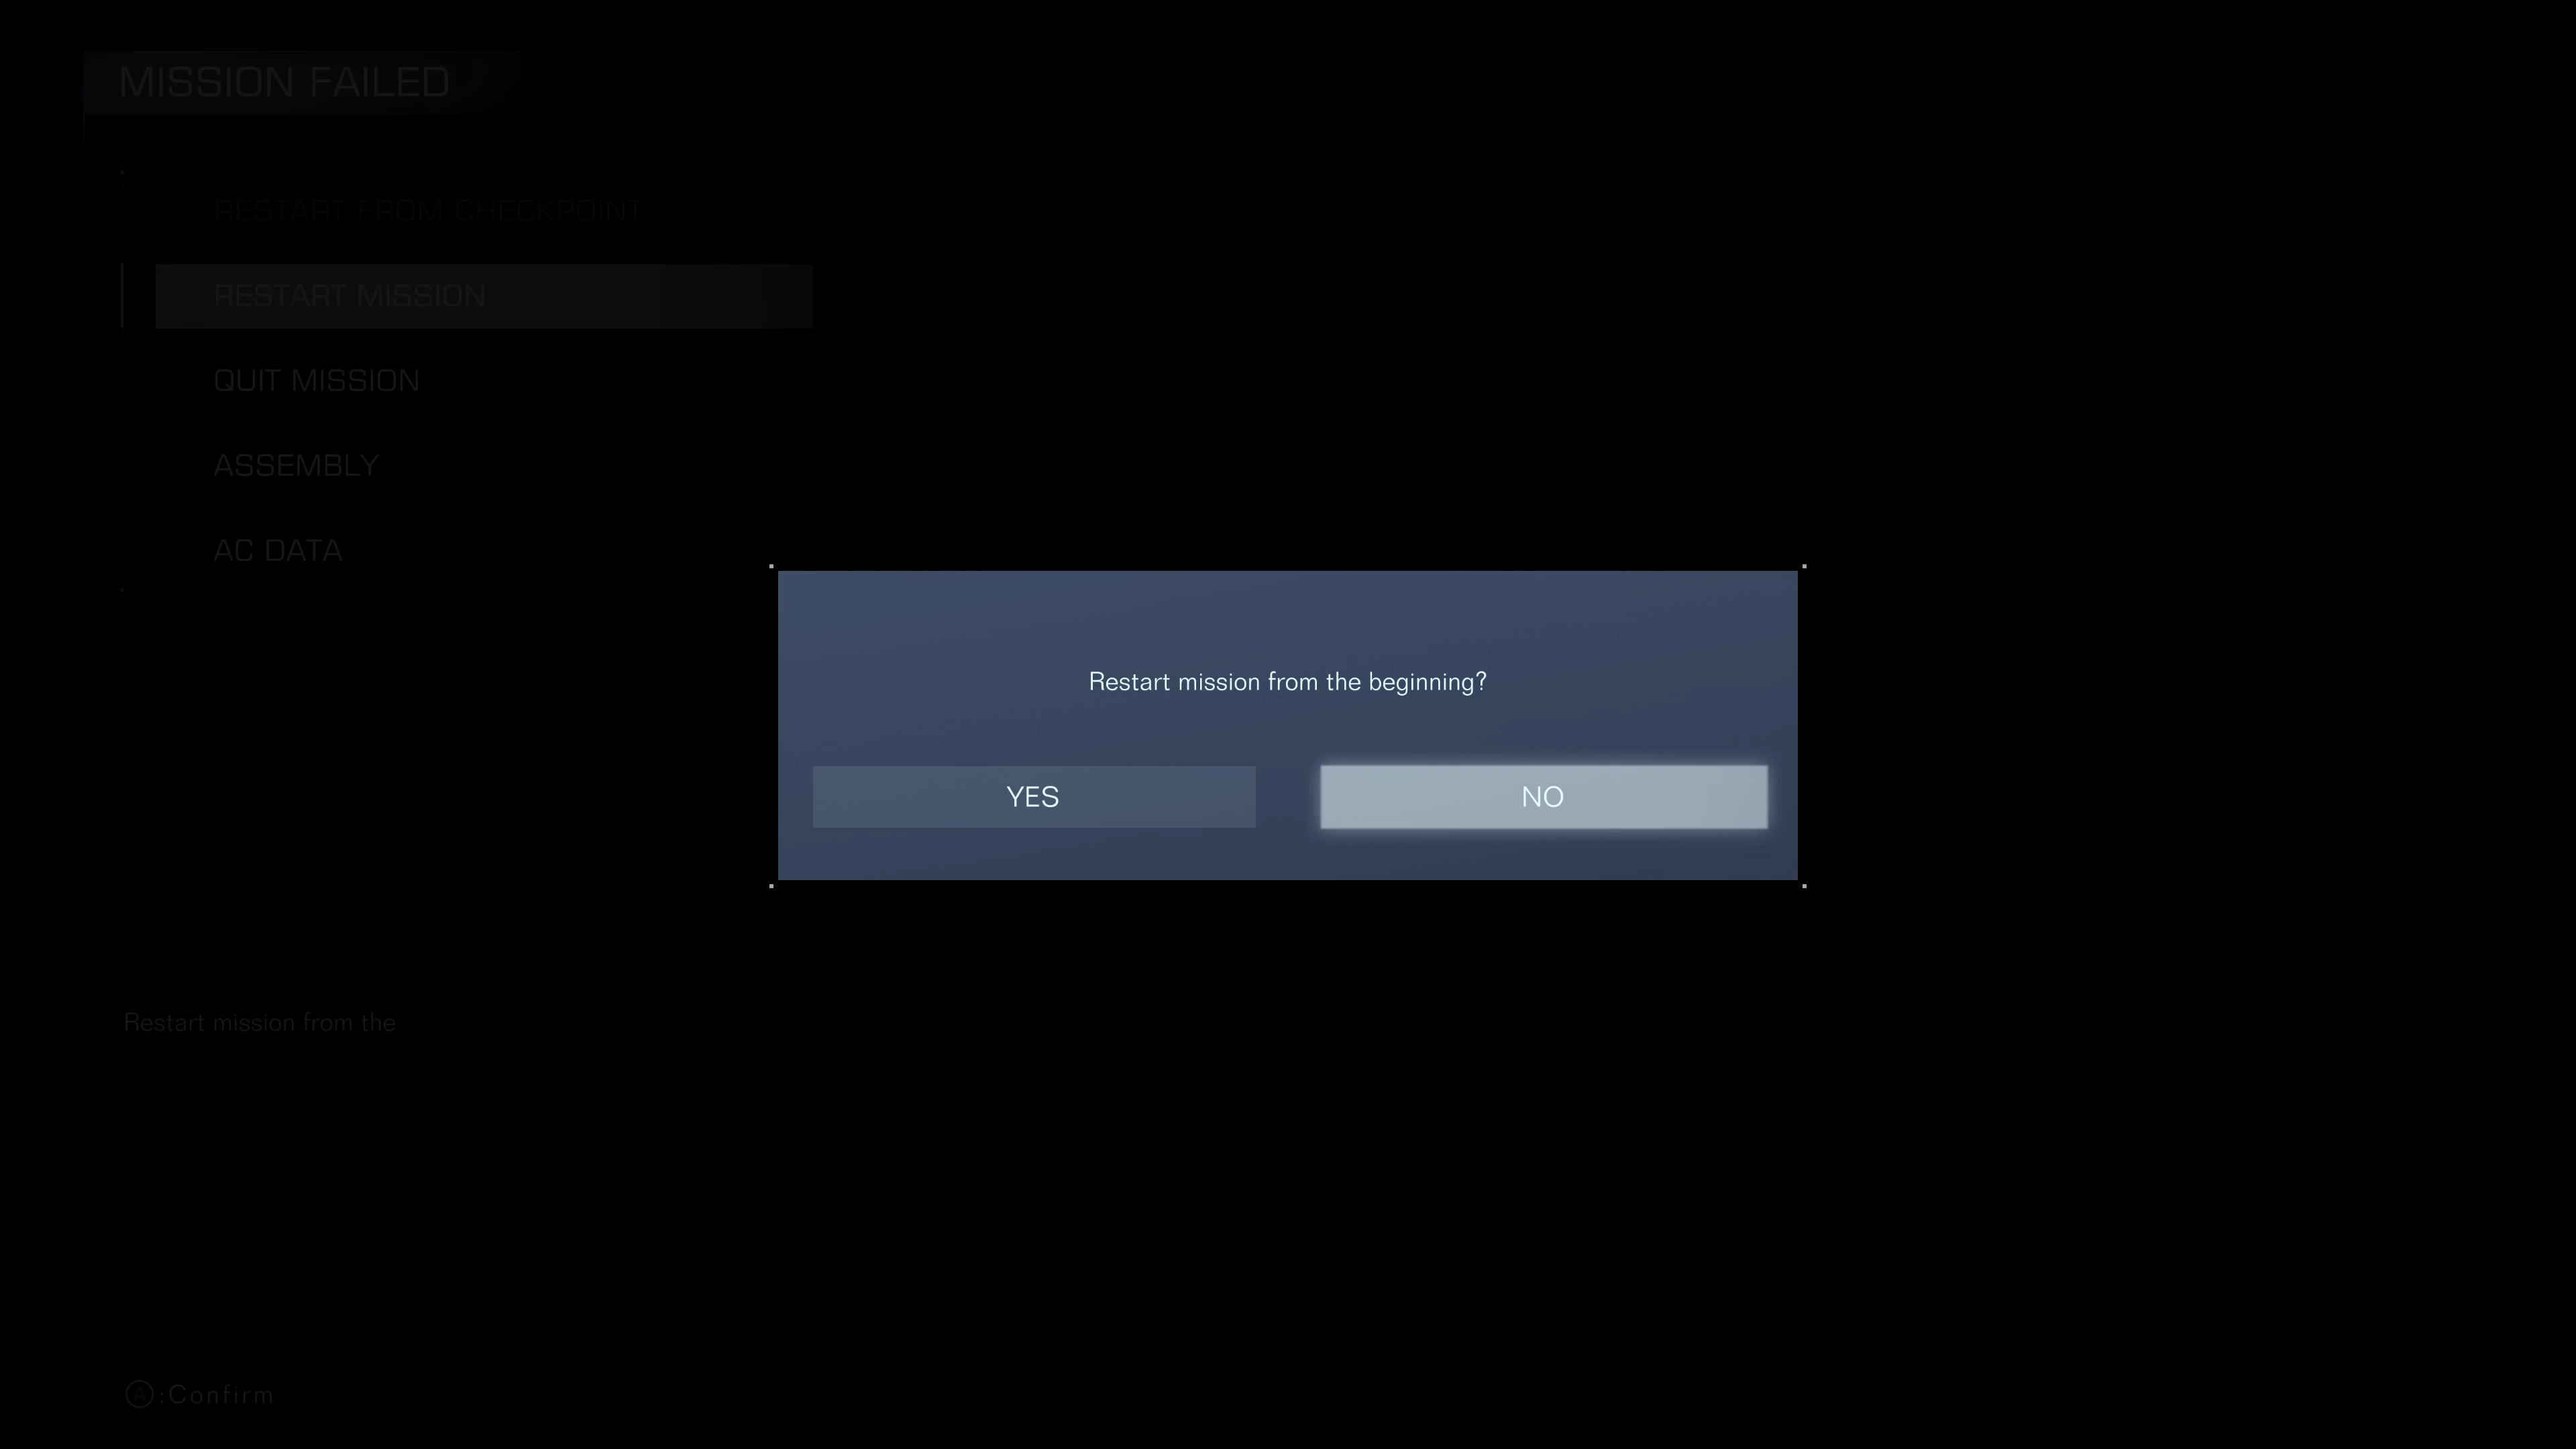 MISSION FAILED
RESTART FROM CHECKPOINT
RESTART MISSION
QUIT MISSION
ASSEMBLY
AC DATA
Restart mission from the beginning?
YES NO
Restart mission from the
Ⓐ:Confirm